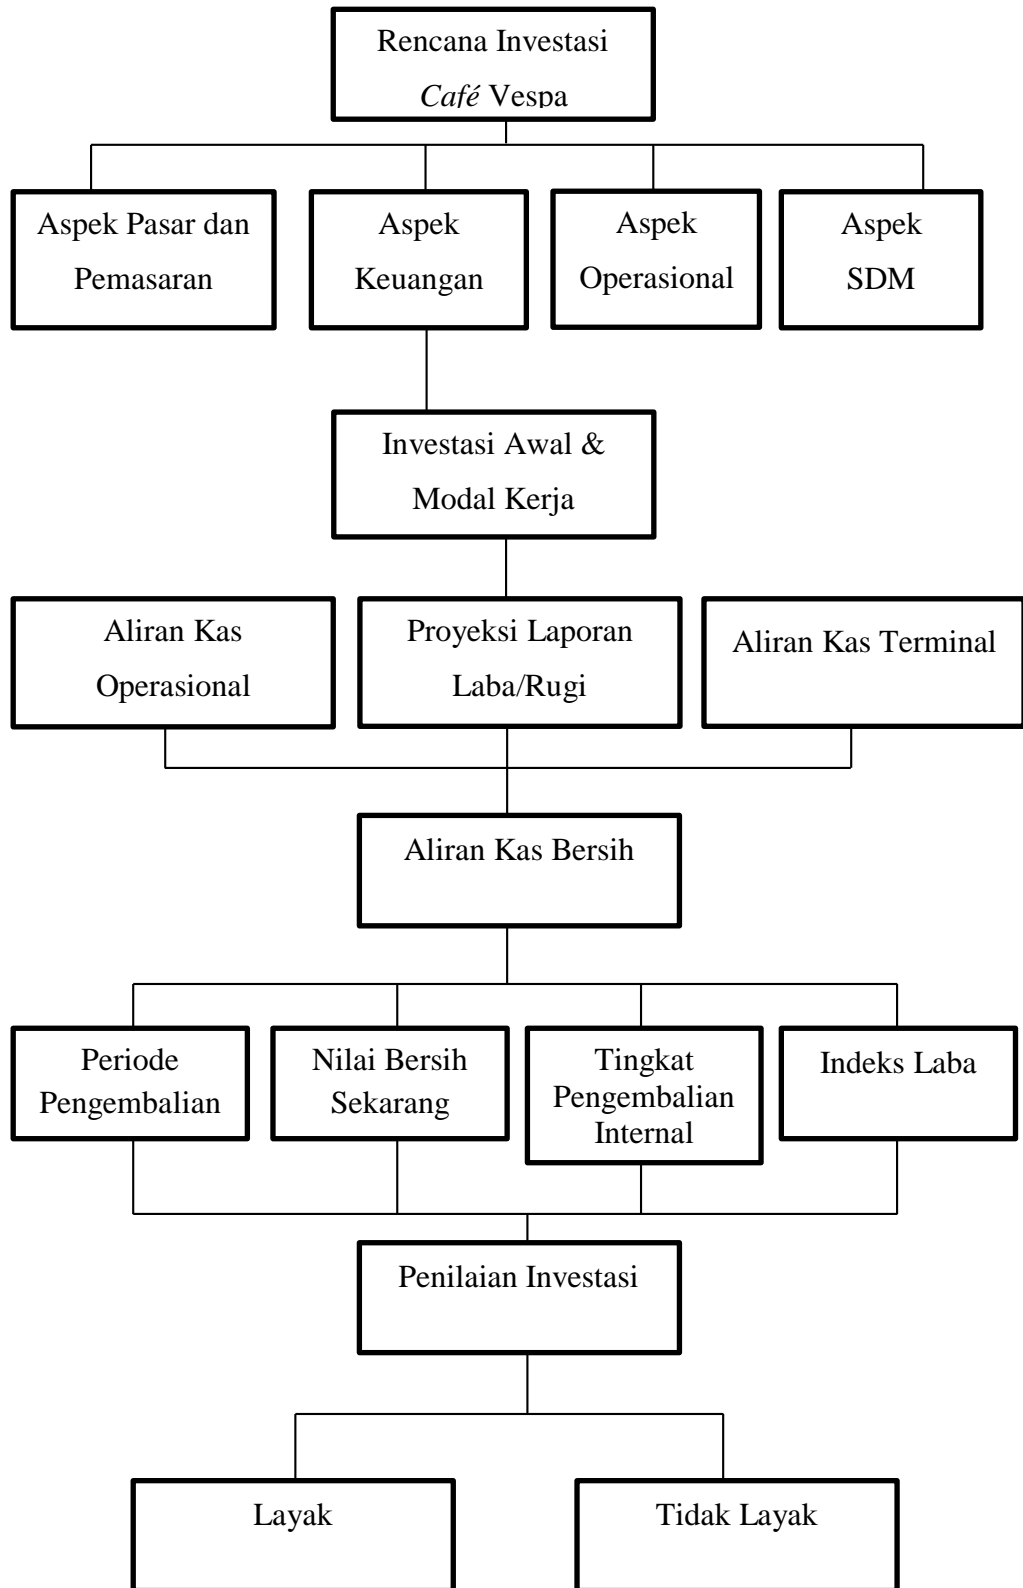 Rencana Investasi
Café Vespa
Aspek Pasar dan
Pemasaran
Aspek
Keuangan
Aspek
Operasional
Aspek
SDM
Investasi Awal &
Modal Kerja
Aliran Kas
Operasional
Proyeksi Laporan
Laba/Rugi
Aliran Kas Terminal
Aliran Kas Bersih
Periode
Pengembalian
Nilai Bersih
Sekarang
Tingkat
Pengembalian
Internal
Indeks Laba
Penilaian Investasi
Layak
Tidak Layak